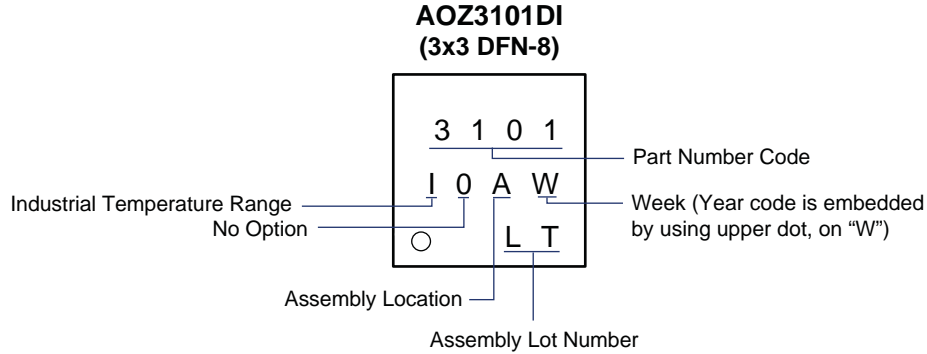 AOZ3101DI
(3x3 DFN-8)
3 1 0 1
Part Number Code
I 0 A W
Industrial Temperature Range
No Option
Week (Year code is embedded
by using upper dot, on “W”)
L T
Assembly Location
Assembly Lot Number